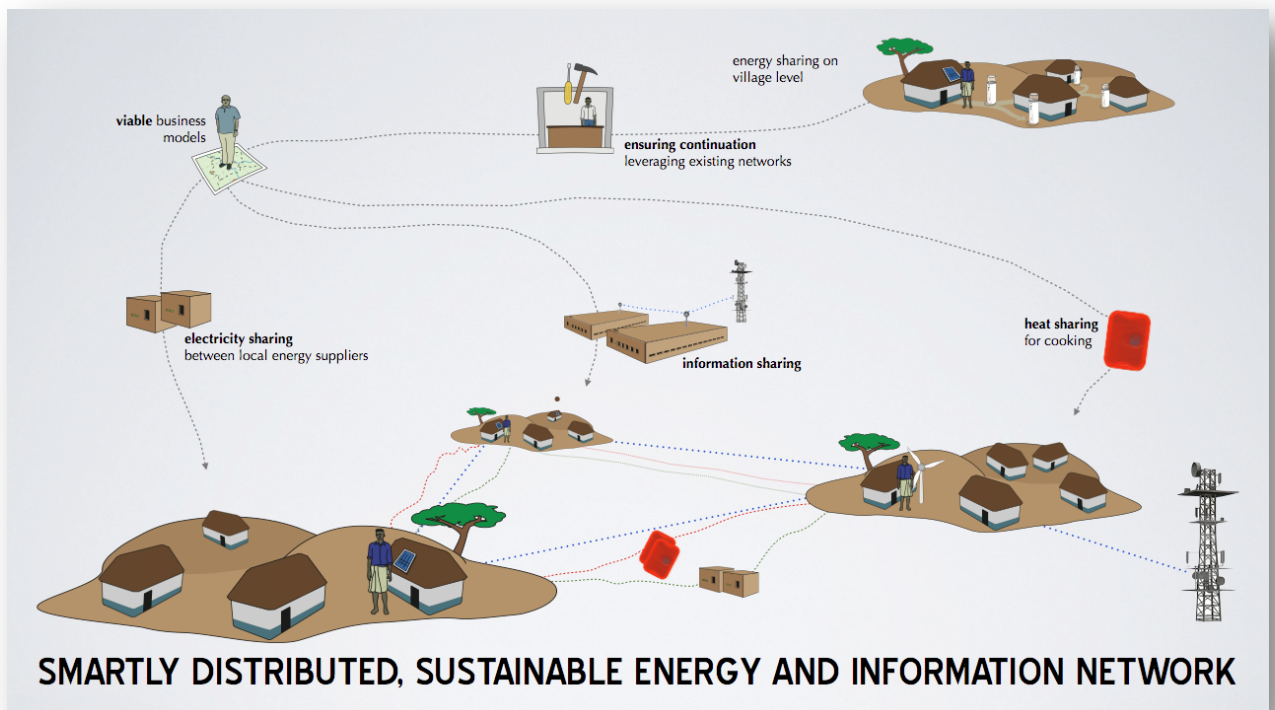 energy sharing on
village level
viable business
models
ensuring continuation
leveraging existing networks
electricity sharing
between local energy suppliers
information sharing
heat sharing
for cooking
SMARTLY DISTRIBUTED, SUSTAINABLE ENERGY AND INFORMATION NETWORK